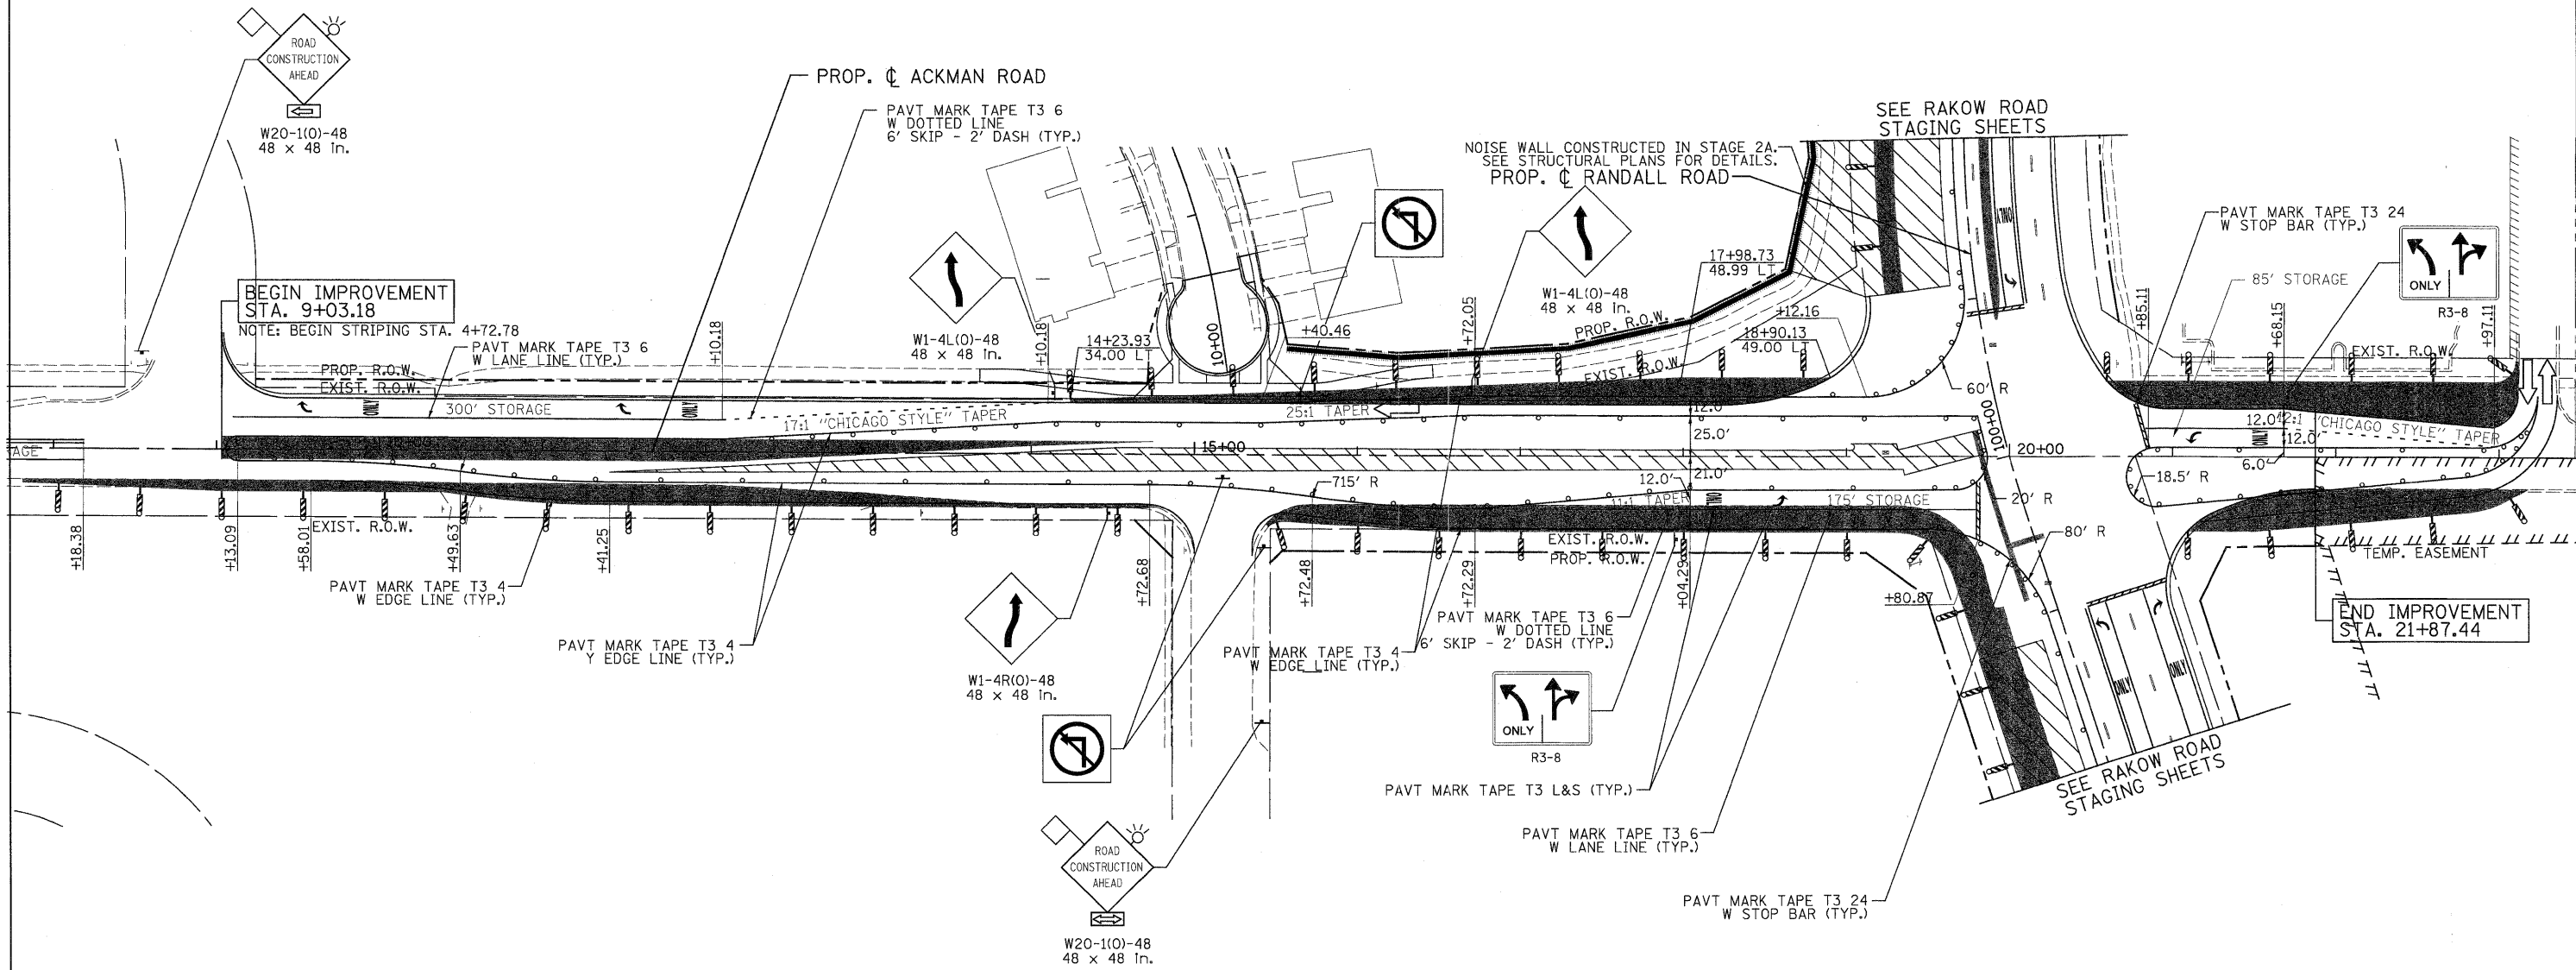 ROAD
CONSTRUCTION
AHEAD
W20-1(O)-48
48 x 48 In.
PROP. ℄ ACKMAN ROAD
PAVT MARK TAPE T3 6
W DOTTED LINE
6' SKIP - 2' DASH (TYP.)
SEE RAKOW ROAD
STAGING SHEETS
NOISE WALL CONSTRUCTED IN STAGE 2A.
SEE STRUCTURAL PLANS FOR DETAILS.
PROP. ℄ RANDALL ROAD
PAVT MARK TAPE T3 24
W STOP BAR (TYP.)
85' STORAGE
ONLY
R3-8
BEGIN IMPROVEMENT
STA. 9+03.18
NOTE: BEGIN STRIPING STA. 4+72.78
PAVT MARK TAPE T3 6
W LANE LINE (TYP.)
PROP. R.O.W.
EXIST. R.O.W.
ONLY
300' STORAGE
ONLY
+10.18
17:1 "CHICAGO STYLE" TAPER
W1-4L(O)-48
48 x 48 In.
+10.18
14+23.93
34.00 LT
10+00
+40.46
25:1 TAPER
+72.05
W1-4L(O)-48
48 x 48 In.
PROP. R.O.W.
EXIST. R.O.W.
17+98.73
48.99 LT
+12.16
18+90.13
49.00 LT
60' R
ONLY
+85.11
+68.15
+97.11
EXIST. R.O.W.
12.0'
25.0'
21.0'
12.0'
15+00
100+00
20+00
12.0'
12.0'
6.0'
12:1 "CHICAGO STYLE" TAPER
ONLY
18.5' R
715' R
11:1 TAPER
ONLY
175' STORAGE
20' R
80' R
EXIST. R.O.W.
EXIST. R.O.W.
PROP. R.O.W.
TEMP. EASEMENT
+18.38
+13.09
+58.01
+49.63
+41.25
+72.68
+72.48
+72.29
+04.29
+80.87
PAVT MARK TAPE T3 4
W EDGE LINE (TYP.)
PAVT MARK TAPE T3 4
Y EDGE LINE (TYP.)
W1-4R(O)-48
48 x 48 In.
PAVT MARK TAPE T3 4
W EDGE LINE (TYP.)
PAVT MARK TAPE T3 6
W DOTTED LINE
6' SKIP - 2' DASH (TYP.)
END IMPROVEMENT
STA. 21+87.44
ONLY
R3-8
ONLY
ONLY
SEE RAKOW ROAD
STAGING SHEETS
PAVT MARK TAPE T3 L&S (TYP.)
PAVT MARK TAPE T3 6
W LANE LINE (TYP.)
PAVT MARK TAPE T3 24
W STOP BAR (TYP.)
ROAD
CONSTRUCTION
AHEAD
W20-1(O)-48
48 x 48 In.